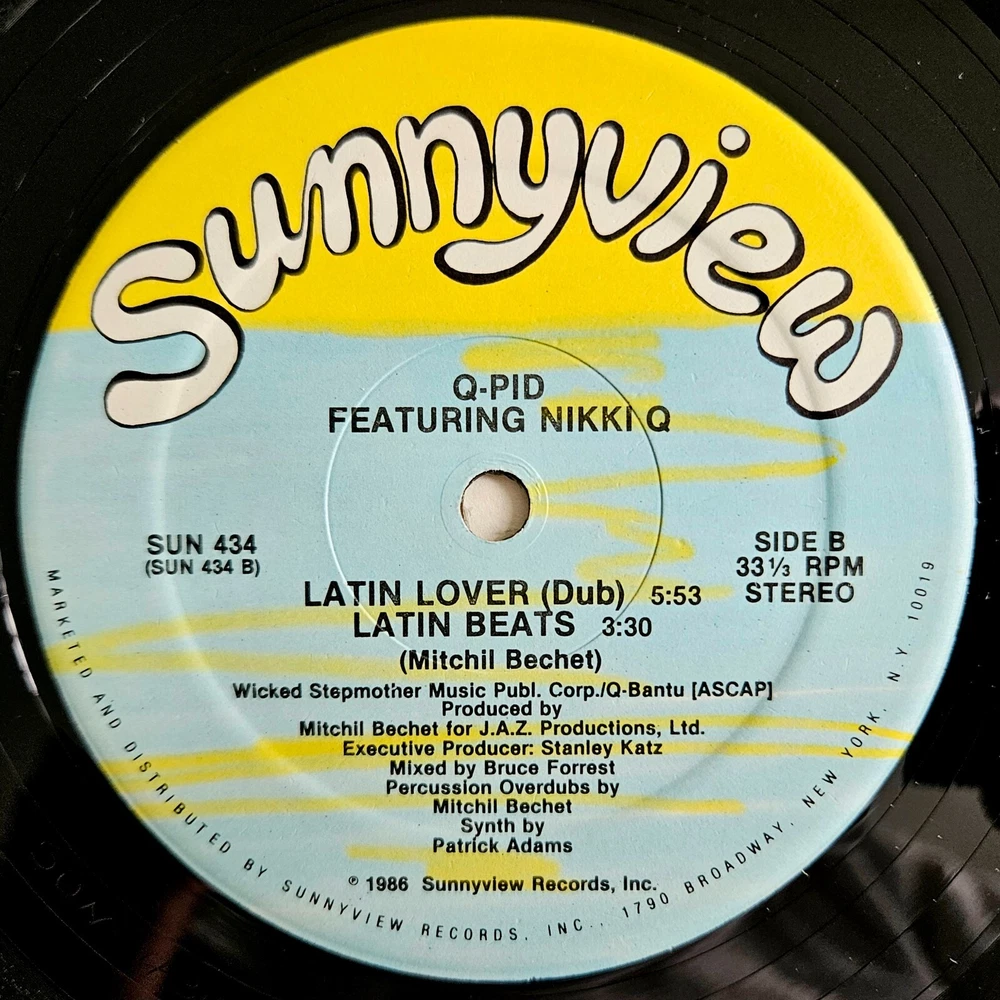 Sunnyview
Q-PID
FEATURING NIKKI Q
SUN 434
(SUN 434 B)
SIDE B
33⅓ RPM
STEREO
LATIN LOVER (Dub) 5:53
LATIN BEATS 3:30
(Mitchil Bechet)
Wicked Stepmother Music Publ. Corp./Q-Bantu [ASCAP]
Produced by
Mitchil Bechet for J.A.Z. Productions, Ltd.
Executive Producer: Stanley Katz
Mixed by Bruce Forrest
Percussion Overdubs by
Mitchil Bechet
Synth by
Patrick Adams
℗ 1986 Sunnyview Records, Inc.
MARKETED AND DISTRIBUTED BY SUNNYVIEW RECORDS, INC., 1790 BROADWAY, NEW YORK, N.Y. 10019